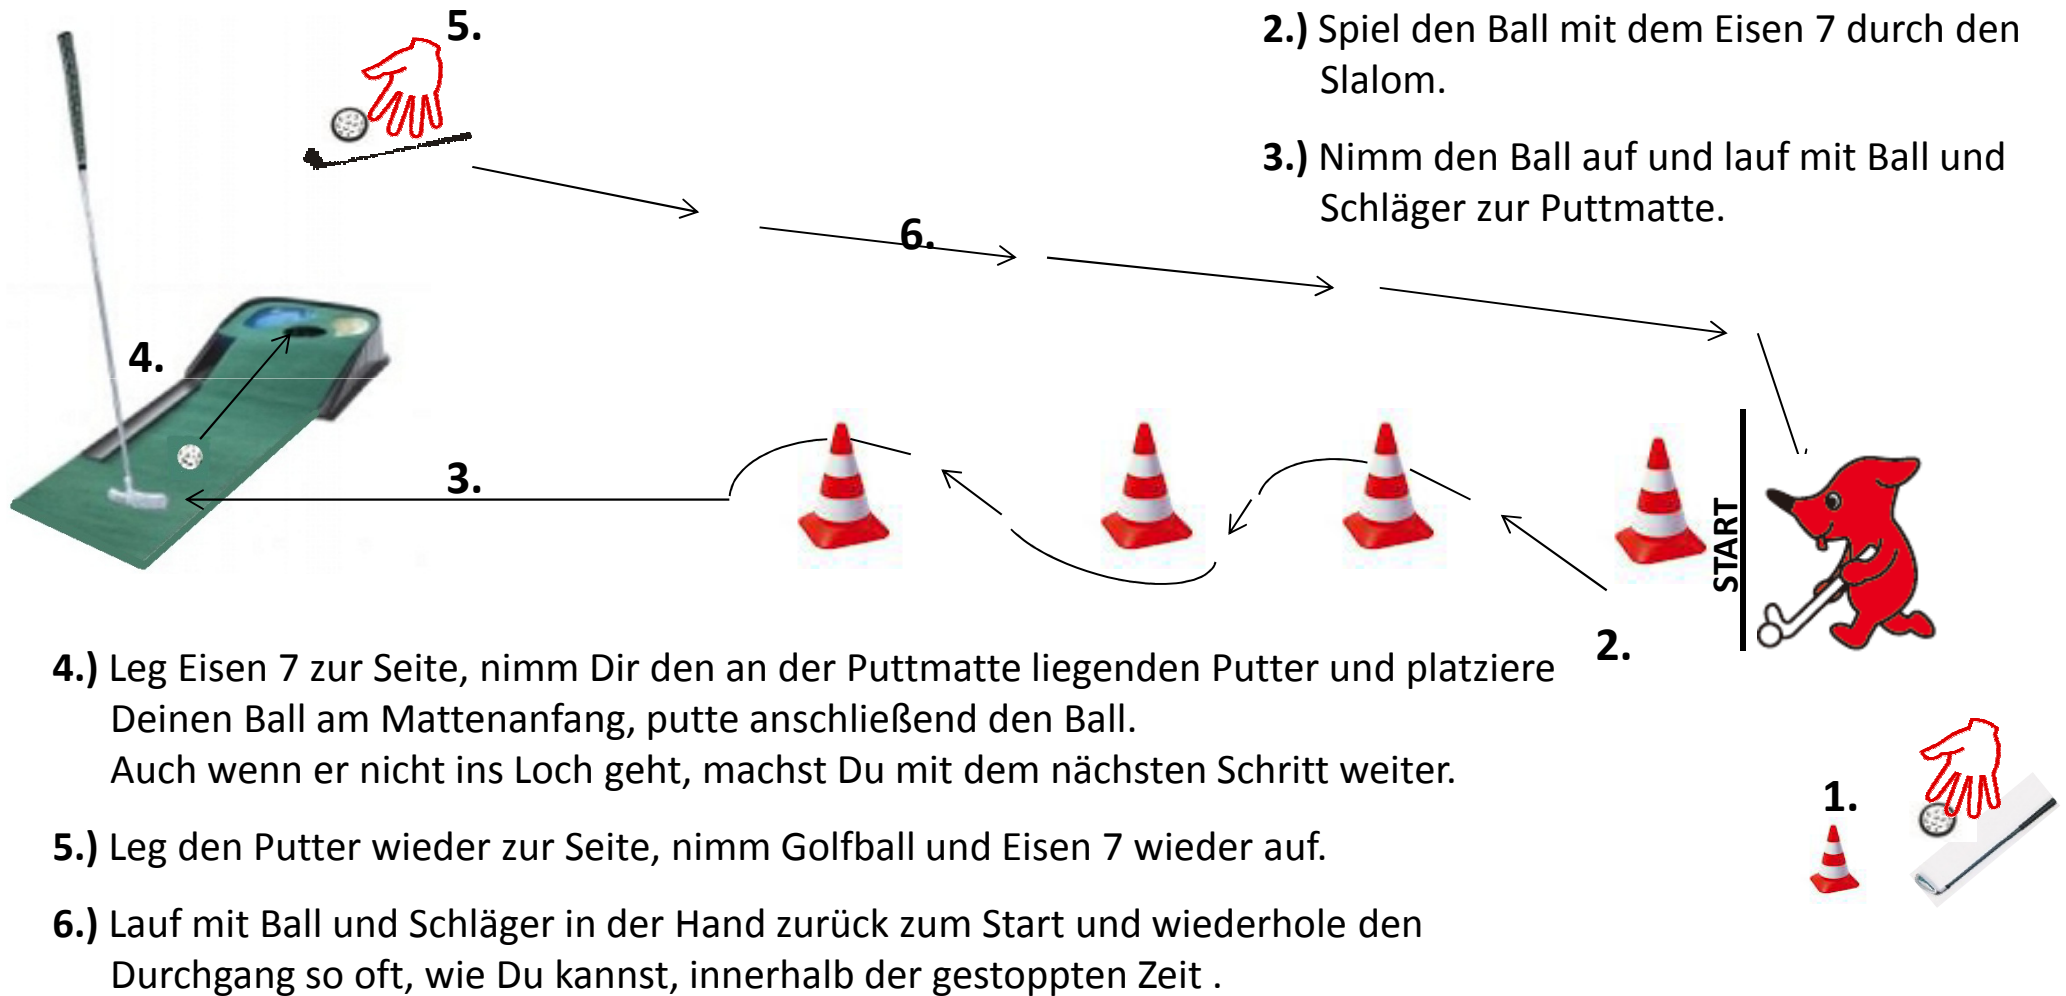 5.
2.) Spiel den Ball mit dem Eisen 7 durch den
Slalom.
3.) Nimm den Ball auf und lauf mit Ball und
Schläger zur Puttmatte.
6.
4.
3.
START
2.
4.) Leg Eisen 7 zur Seite, nimm Dir den an der Puttmatte liegenden Putter und platziere
Deinen Ball am Mattenanfang, putte anschließend den Ball.
Auch wenn er nicht ins Loch geht, machst Du mit dem nächsten Schritt weiter.
1.
5.) Leg den Putter wieder zur Seite, nimm Golfball und Eisen 7 wieder auf.
6.) Lauf mit Ball und Schläger in der Hand zurück zum Start und wiederhole den
Durchgang so oft, wie Du kannst, innerhalb der gestoppten Zeit .